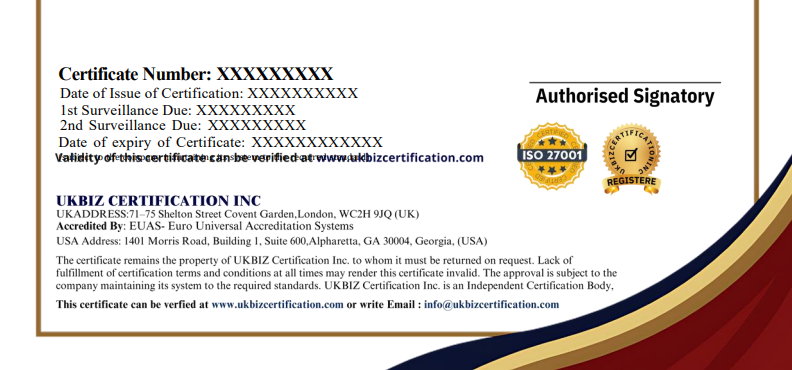 Certificate Number: XXXXXXXXX
Date of Issue of Certification: XXXXXXXXXX
1st Surveillance Due: XXXXXXXXX
2nd Surveillance Due: XXXXXXXXX
Date of expiry of Certificate: XXXXXXXXXXXX
Validity of this certificate can be verified at www.ukbizcertification.com
Authorised Signatory
CERTIFIED
ISO 27001
CERTIFIED
CERTIFICATIONINC
REGISTERE
UKBIZ CERTIFICATION INC
UKADDRESS:71–75 Shelton Street Covent Garden,London, WC2H 9JQ (UK)
Accredited By: EUAS- Euro Universal Accreditation Systems
USA Address: 1401 Morris Road, Building 1, Suite 600,Alpharetta, GA 30004, Georgia, (USA)
The certificate remains the property of UKBIZ Certification Inc. to whom it must be returned on request. Lack of
fulfillment of certification terms and conditions at all times may render this certificate invalid. The approval is subject to the
company maintaining its system to the required standards. UKBIZ Certification Inc. is an Independent Certification Body,
This certificate can be verfied at www.ukbizcertification.com or write Email : info@ukbizcertification.com